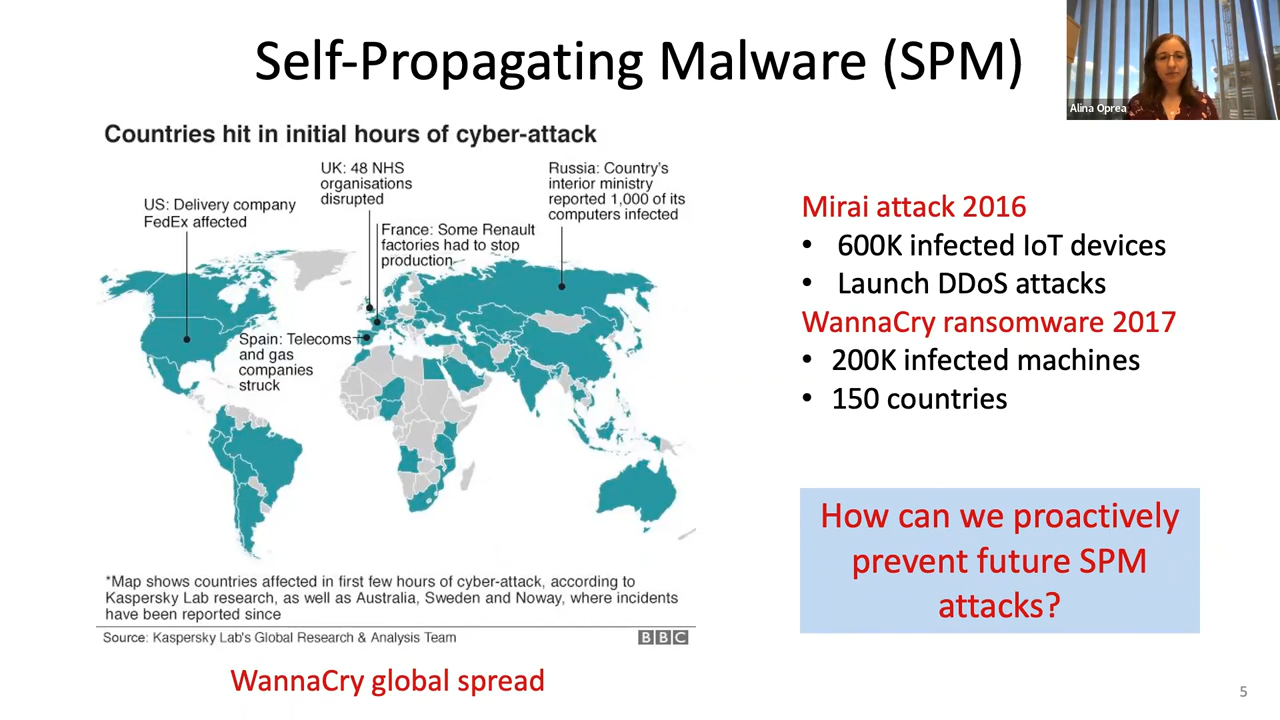 Self-Propagating Malware (SPM)
Alina Oprea
Countries hit in initial hours of cyber-attack
UK: 48 NHS
organisations
disrupted
Russia: Country's
interior ministry
reported 1,000 of its
computers infected
US: Delivery company
FedEx affected
France: Some Renault
factories had to stop
production
Spain: Telecoms
and gas
companies
struck
*Map shows countries affected in first few hours of cyber-attack, according to
Kaspersky Lab research, as well as Australia, Sweden and Noway, where incidents
have been reported since
Source: Kaspersky Lab's Global Research & Analysis Team
BBC
WannaCry global spread
Mirai attack 2016
• 600K infected IoT devices
• Launch DDoS attacks
WannaCry ransomware 2017
• 200K infected machines
• 150 countries
How can we proactively
prevent future SPM
attacks?
5